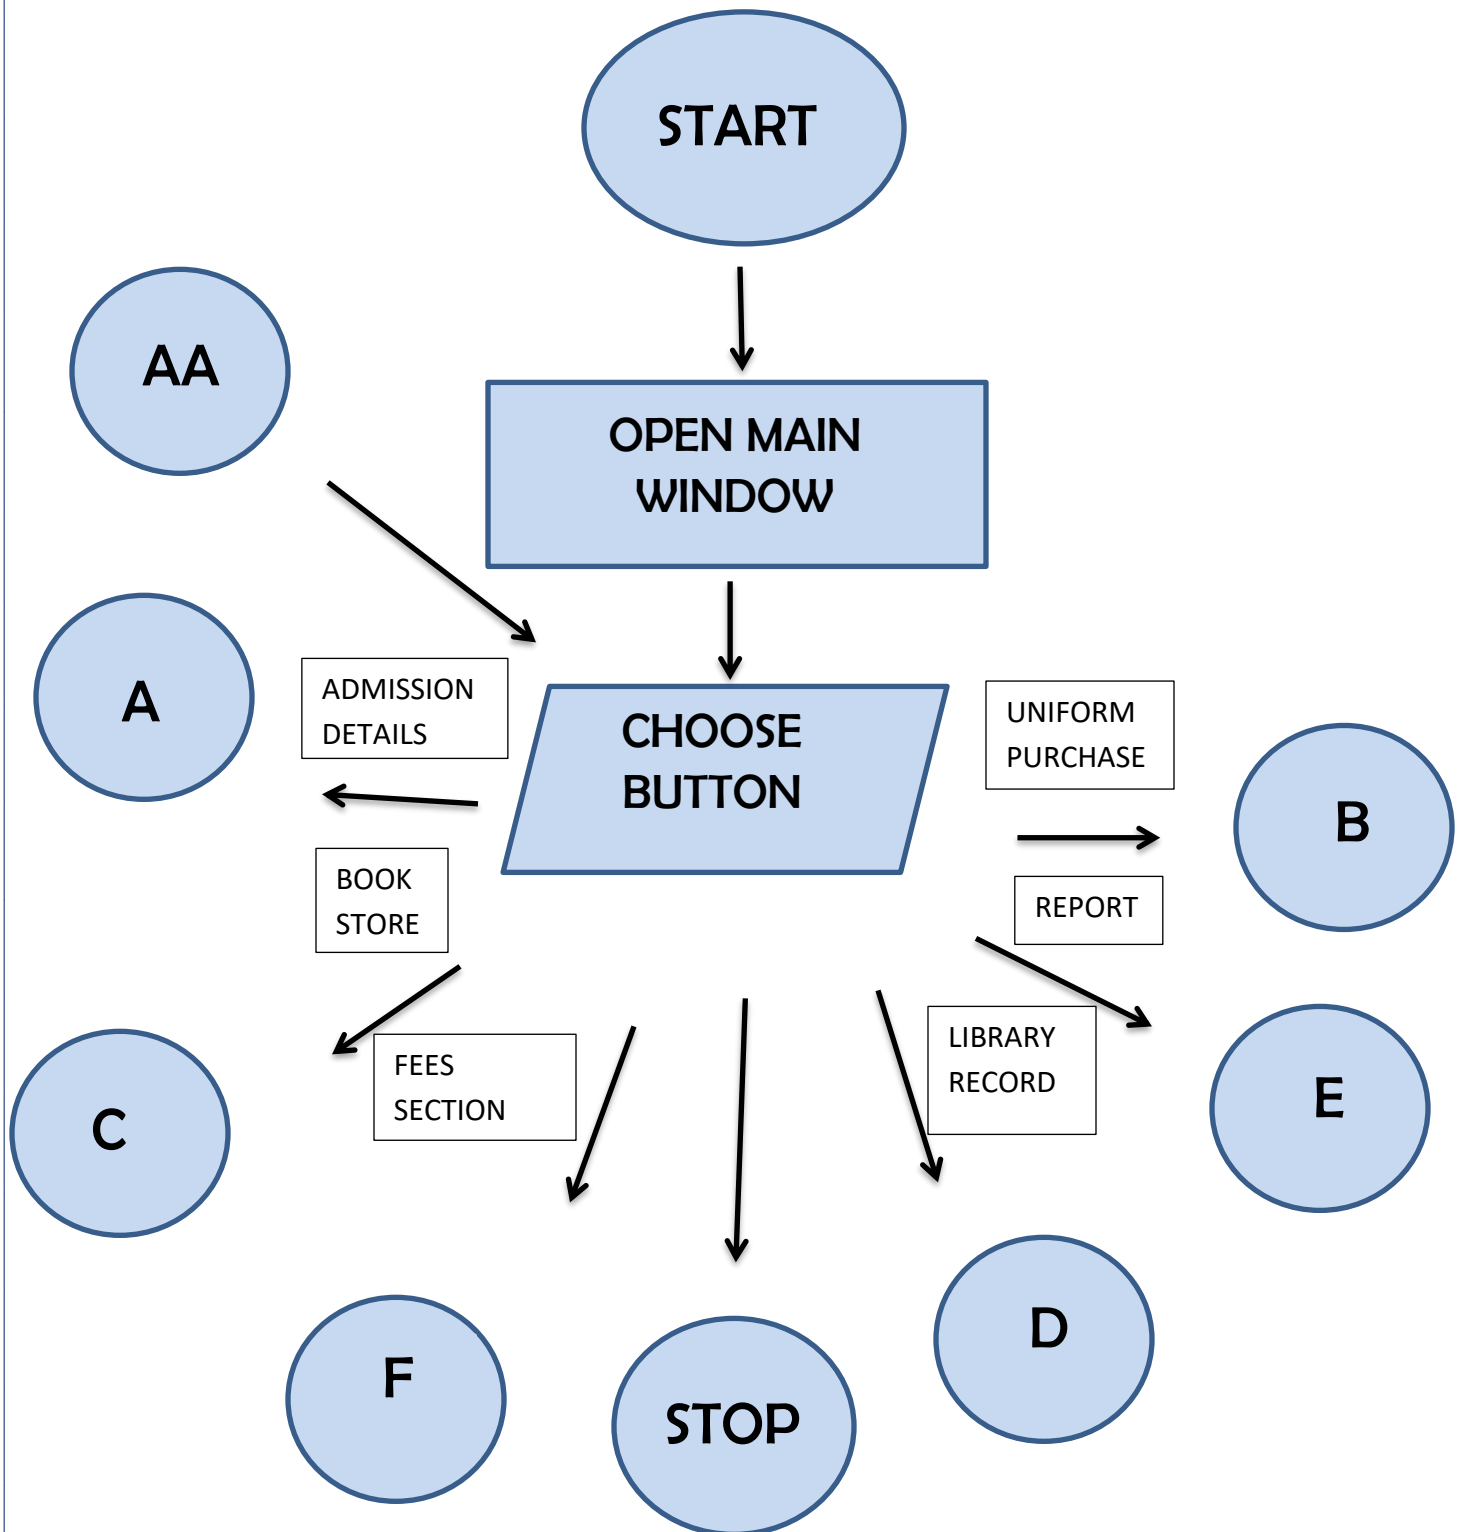 START
AA
OPEN MAIN
WINDOW
A
ADMISSION
DETAILS
CHOOSE
BUTTON
UNIFORM
PURCHASE
B
BOOK
STORE
REPORT
FEES
SECTION
LIBRARY
RECORD
C
E
F
STOP
D